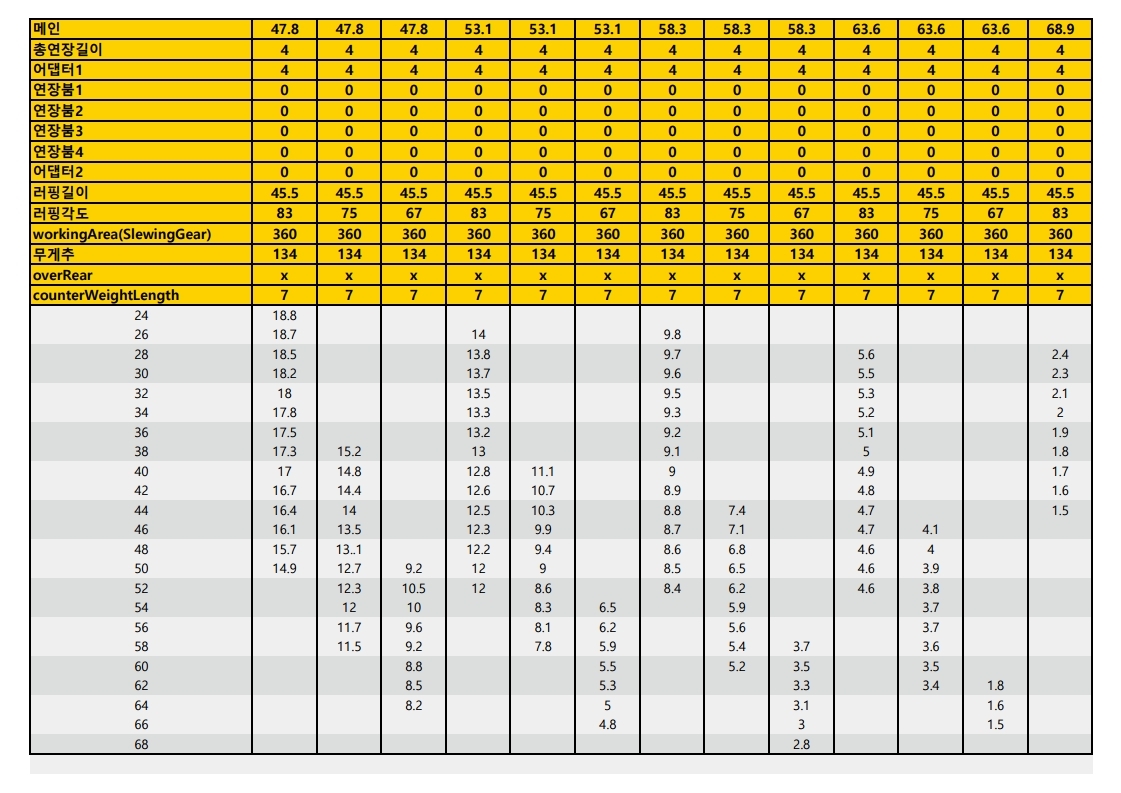 메인 47.8 47.8 47.8 53.1 53.1 53.1 58.3 58.3 58.3 63.6 63.6 63.6 68.9
총연장길이 4 4 4 4 4 4 4 4 4 4 4 4 4
어댑터1 4 4 4 4 4 4 4 4 4 4 4 4 4
연장붐1 0 0 0 0 0 0 0 0 0 0 0 0 0
연장붐2 0 0 0 0 0 0 0 0 0 0 0 0 0
연장붐3 0 0 0 0 0 0 0 0 0 0 0 0 0
연장붐4 0 0 0 0 0 0 0 0 0 0 0 0 0
어댑터2 0 0 0 0 0 0 0 0 0 0 0 0 0
러핑길이 45.5 45.5 45.5 45.5 45.5 45.5 45.5 45.5 45.5 45.5 45.5 45.5 45.5
러핑각도 83 75 67 83 75 67 83 75 67 83 75 67 83
workingArea(SlewingGear) 360 360 360 360 360 360 360 360 360 360 360 360 360
무게추 134 134 134 134 134 134 134 134 134 134 134 134 134
overRear x x x x x x x x x x x x x
counterWeightLength 7 7 7 7 7 7 7 7 7 7 7 7 7
24 18.8
26 18.7 14 9.8
28 18.5 13.8 9.7 5.6 2.4
30 18.2 13.7 9.6 5.5 2.3
32 18 13.5 9.5 5.3 2.1
34 17.8 13.3 9.3 5.2 2
36 17.5 13.2 9.2 5.1 1.9
38 17.3 15.2 13 9.1 5 1.8
40 17 14.8 12.8 11.1 9 4.9 1.7
42 16.7 14.4 12.6 10.7 8.9 4.8 1.6
44 16.4 14 12.5 10.3 8.8 7.4 4.7 1.5
46 16.1 13.5 12.3 9.9 8.7 7.1 4.7 4.1
48 15.7 13..1 12.2 9.4 8.6 6.8 4.6 4
50 14.9 12.7 9.2 12 9 8.5 6.5 4.6 3.9
52 12.3 10.5 12 8.6 8.4 6.2 4.6 3.8
54 12 10 8.3 6.5 5.9 3.7
56 11.7 9.6 8.1 6.2 5.6 3.7
58 11.5 9.2 7.8 5.9 5.4 3.7 3.6
60 8.8 5.5 5.2 3.5 3.5
62 8.5 5.3 3.3 3.4 1.8
64 8.2 5 3.1 1.6
66 4.8 3 1.5
68 2.8